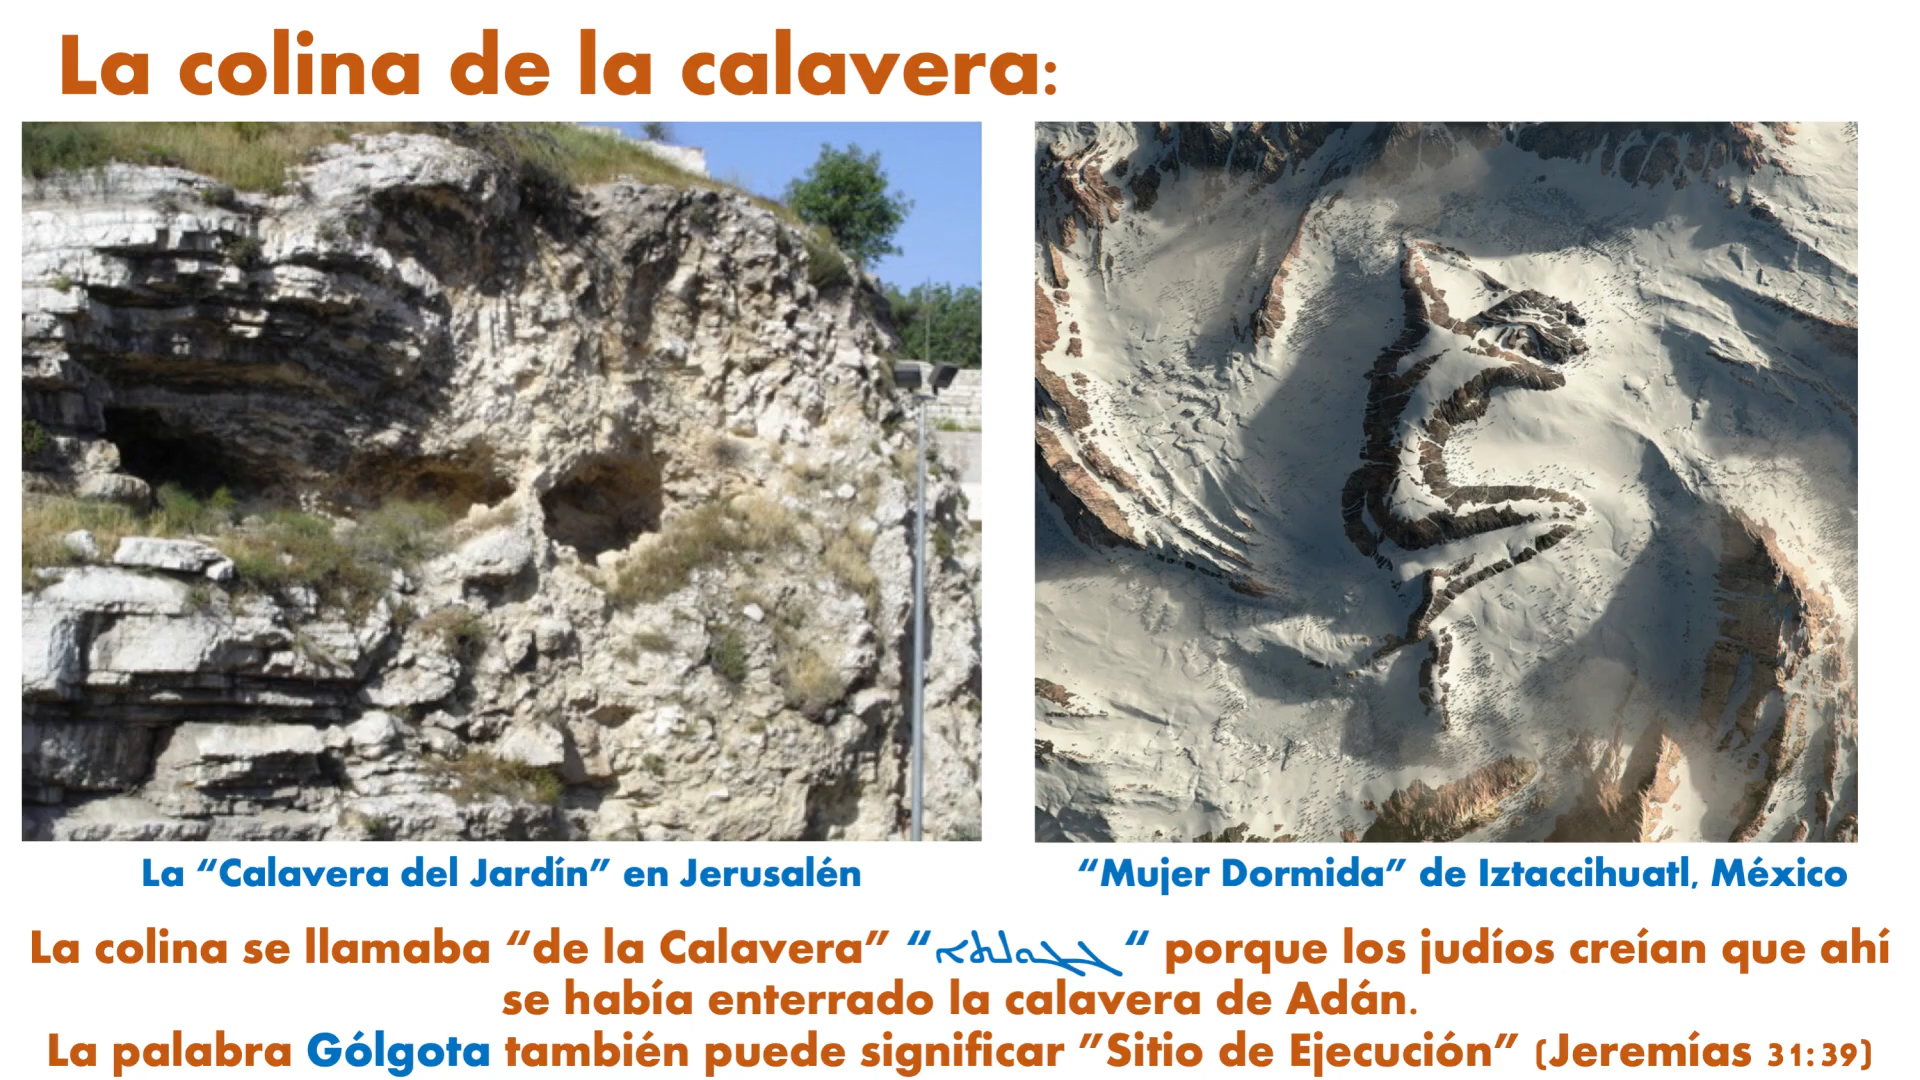 La colina de la calavera:
La “Calavera del Jardín” en Jerusalén
“Mujer Dormida” de Iztaccihuatl, México
La colina se llamaba “de la Calavera” “ܓܓܘܠܬܐ“ porque los judíos creían que ahí
se había enterrado la calavera de Adán.
La palabra Gólgota también puede significar ”Sitio de Ejecución” (Jeremías 31:39)